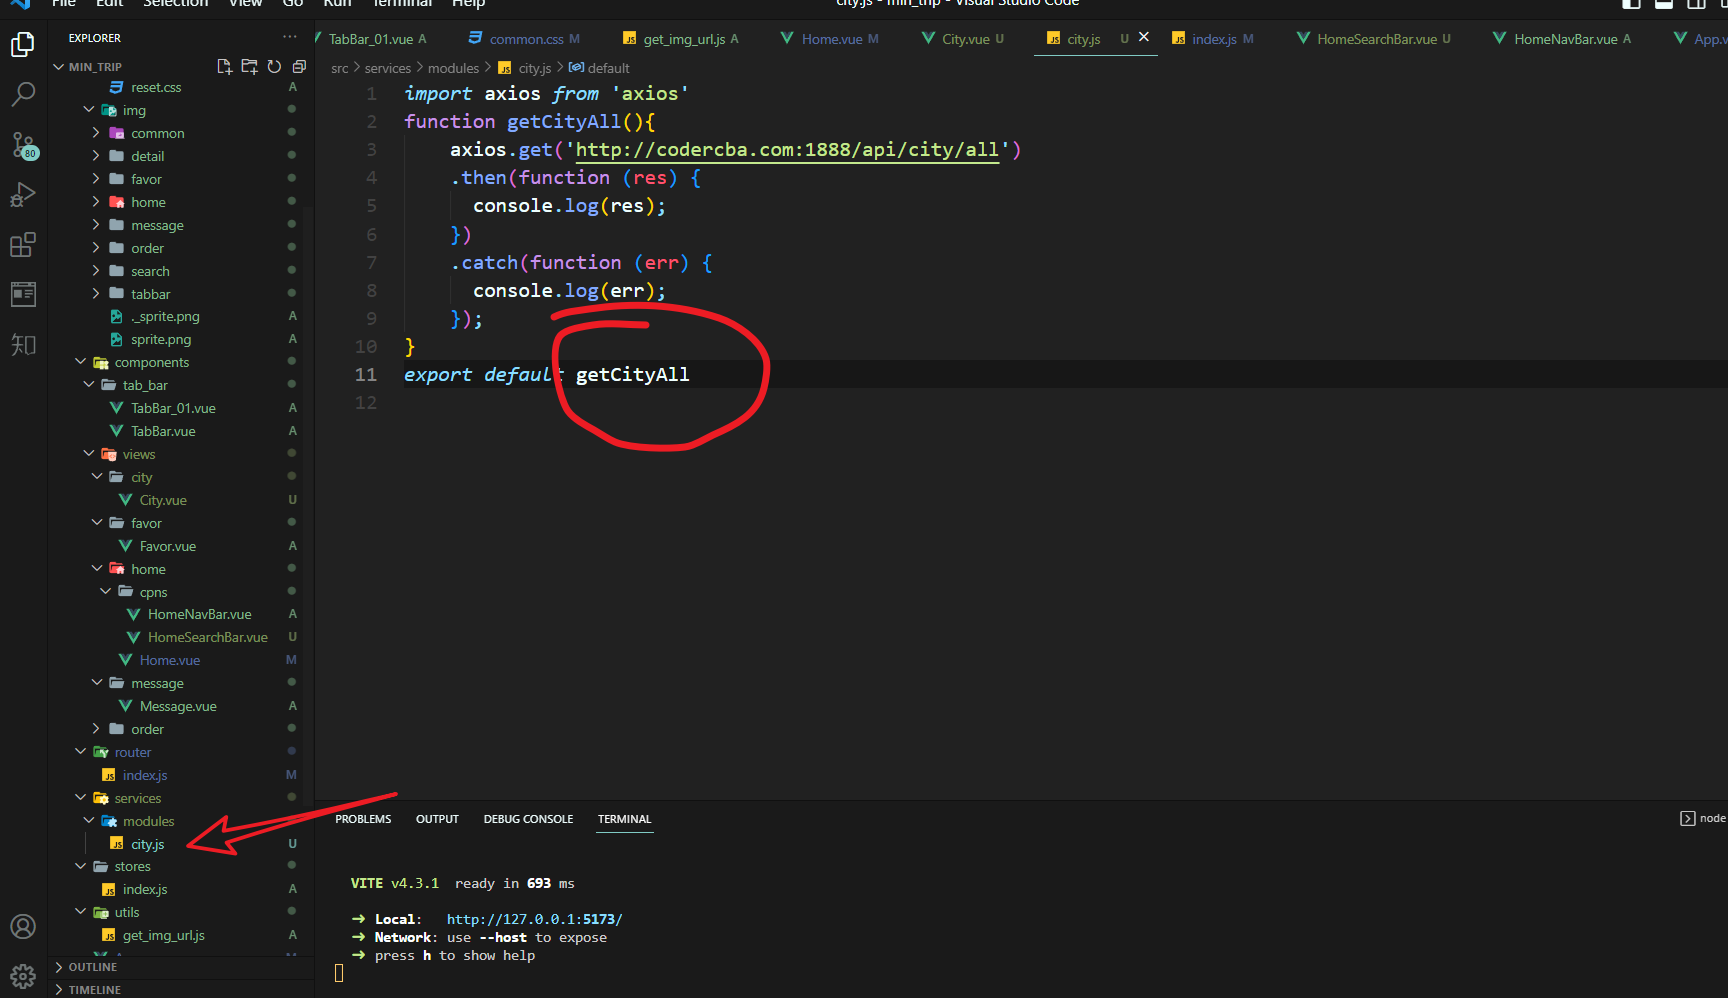 File Edit Selection View Go Run Terminal Help
city.js - min_trip - Visual Studio Code
EXPLORER
MIN_TRIP
reset.css A
img
common
detail
favor
home
message
order
search
tabbar
._sprite.png A
sprite.png A
components
tab_bar
TabBar_01.vue A
TabBar.vue A
views
city
City.vue U
favor
Favor.vue A
home
cpns
HomeNavBar.vue A
HomeSearchBar.vue U
Home.vue M
message
Message.vue A
order
router
index.js M
services
modules
city.js U
stores
index.js A
utils
get_img_url.js A
OUTLINE
TIMELINE
80
知
TabBar_01.vue A common.css M get_img_url.js A Home.vue M City.vue U city.js U index.js M HomeSearchBar.vue U HomeNavBar.vue A App.v
src > services > modules > city.js > default
1 import axios from 'axios'
2 function getCityAll(){
3 axios.get('http://codercba.com:1888/api/city/all')
4 .then(function (res) {
5 console.log(res);
6 })
7 .catch(function (err) {
8 console.log(err);
9 });
10 }
11 export default getCityAll
12
PROBLEMS OUTPUT DEBUG CONSOLE TERMINAL
node
VITE v4.3.1 ready in 693 ms
➜ Local: http://127.0.0.1:5173/
➜ Network: use --host to expose
➜ press h to show help